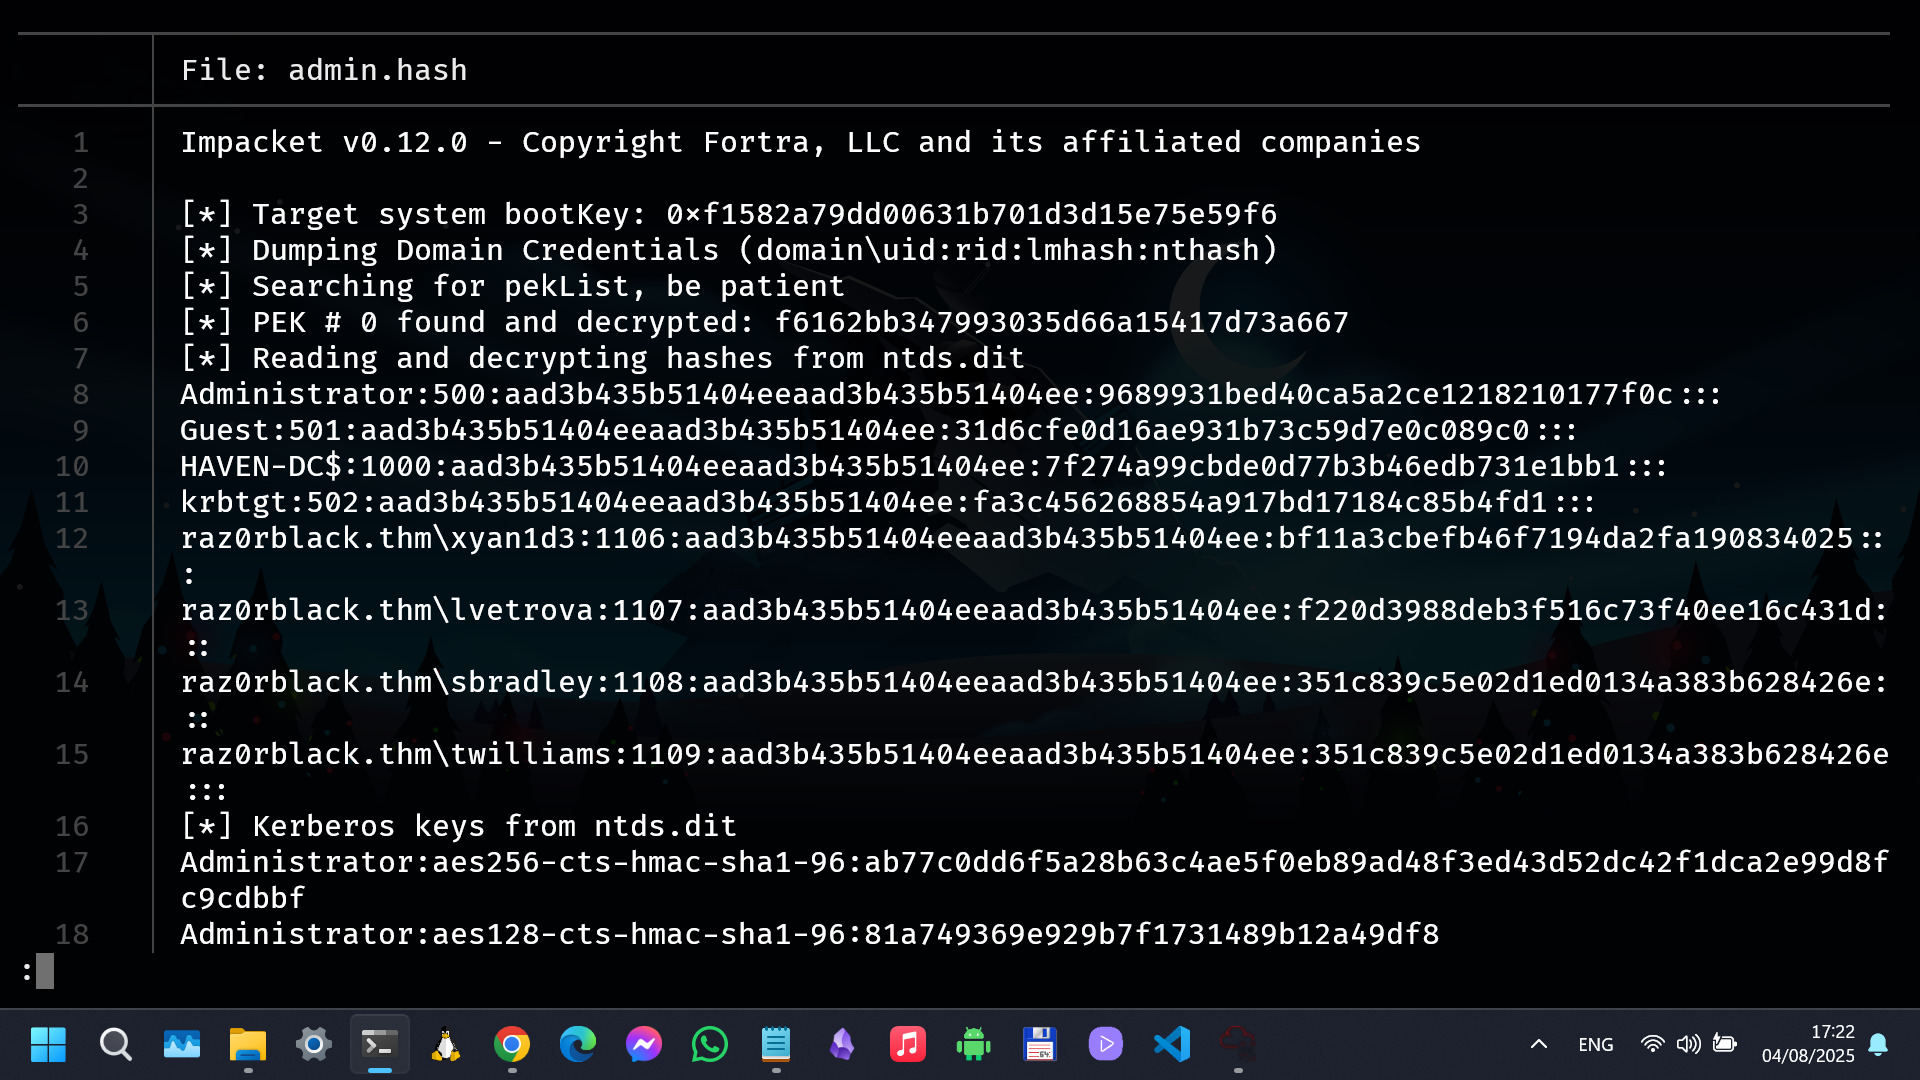 File: admin.hash
1 Impacket v0.12.0 - Copyright Fortra, LLC and its affiliated companies
2
3 [*] Target system bootKey: 0xf1582a79dd00631b701d3d15e75e59f6
4 [*] Dumping Domain Credentials (domain\uid:rid:lmhash:nthash)
5 [*] Searching for pekList, be patient
6 [*] PEK # 0 found and decrypted: f6162bb347993035d66a15417d73a667
7 [*] Reading and decrypting hashes from ntds.dit
8 Administrator:500:aad3b435b51404eeaad3b435b51404ee:9689931bed40ca5a2ce1218210177f0c:::
9 Guest:501:aad3b435b51404eeaad3b435b51404ee:31d6cfe0d16ae931b73c59d7e0c089c0:::
10 HAVEN-DC$:1000:aad3b435b51404eeaad3b435b51404ee:7f274a99cbde0d77b3b46edb731e1bb1:::
11 krbtgt:502:aad3b435b51404eeaad3b435b51404ee:fa3c456268854a917bd17184c85b4fd1:::
12 raz0rblack.thm\xyan1d3:1106:aad3b435b51404eeaad3b435b51404ee:bf11a3cbefb46f7194da2fa190834025::
:
13 raz0rblack.thm\lvetrova:1107:aad3b435b51404eeaad3b435b51404ee:f220d3988deb3f516c73f40ee16c431d:
::
14 raz0rblack.thm\sbradley:1108:aad3b435b51404eeaad3b435b51404ee:351c839c5e02d1ed0134a383b628426e:
::
15 raz0rblack.thm\twilliams:1109:aad3b435b51404eeaad3b435b51404ee:351c839c5e02d1ed0134a383b628426e
:::
16 [*] Kerberos keys from ntds.dit
17 Administrator:aes256-cts-hmac-sha1-96:ab77c0dd6f5a28b63c4ae5f0eb89ad48f3ed43d52dc42f1dca2e99d8f
c9cdbbf
18 Administrator:aes128-cts-hmac-sha1-96:81a749369e929b7f1731489b12a49df8
:
64
ENG
17:22
04/08/2025